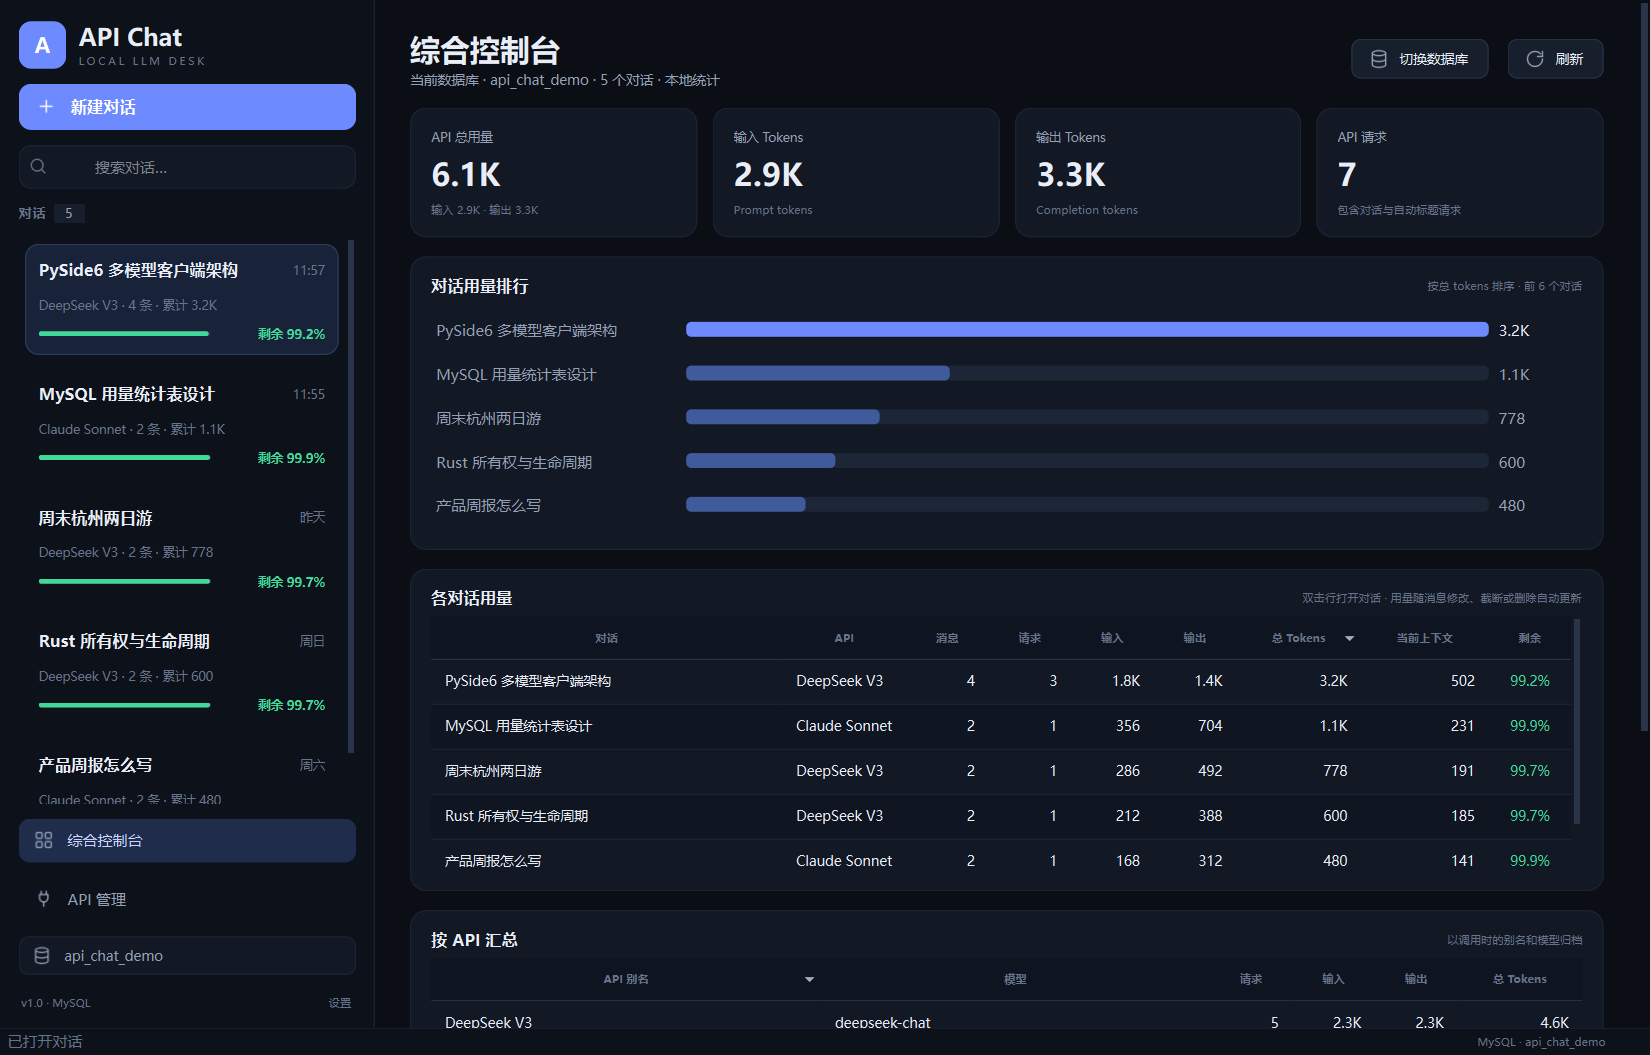 A
API Chat
LOCAL LLM DESK
新建对话
搜索对话...
对话 5
PySide6 多模型客户端架构 11:57
DeepSeek V3 · 4 条 · 累计 3.2K
剩余 99.2%
MySQL 用量统计表设计 11:55
Claude Sonnet · 2 条 · 累计 1.1K
剩余 99.9%
周末杭州两日游 昨天
DeepSeek V3 · 2 条 · 累计 778
剩余 99.7%
Rust 所有权与生命周期 周日
DeepSeek V3 · 2 条 · 累计 600
剩余 99.7%
产品周报怎么写 周六
Claude Sonnet · 2 条 · 累计 480
综合控制台
API 管理
api_chat_demo
v1.0 · MySQL 设置
综合控制台
当前数据库 · api_chat_demo · 5 个对话 · 本地统计
切换数据库 刷新
API 总用量
6.1K
输入 2.9K · 输出 3.3K
输入 Tokens
2.9K
Prompt tokens
输出 Tokens
3.3K
Completion tokens
API 请求
7
包含对话与自动标题请求
对话用量排行 按总 tokens 排序 · 前 6 个对话
PySide6 多模型客户端架构 3.2K
MySQL 用量统计表设计 1.1K
周末杭州两日游 778
Rust 所有权与生命周期 600
产品周报怎么写 480
各对话用量 双击行打开对话 · 用量随消息修改、截断或删除自动更新
对话 API 消息 请求 输入 输出 总 Tokens 当前上下文 剩余
PySide6 多模型客户端架构 DeepSeek V3 4 3 1.8K 1.4K 3.2K 502 99.2%
MySQL 用量统计表设计 Claude Sonnet 2 1 356 704 1.1K 231 99.9%
周末杭州两日游 DeepSeek V3 2 1 286 492 778 191 99.7%
Rust 所有权与生命周期 DeepSeek V3 2 1 212 388 600 185 99.7%
产品周报怎么写 Claude Sonnet 2 1 168 312 480 141 99.9%
按 API 汇总 以调用时的别名和模型归档
API 别名 模型 请求 输入 输出 总 Tokens
DeepSeek V3 deepseek-chat 5 2.3K 2.3K 4.6K
已打开对话 MySQL · api_chat_demo